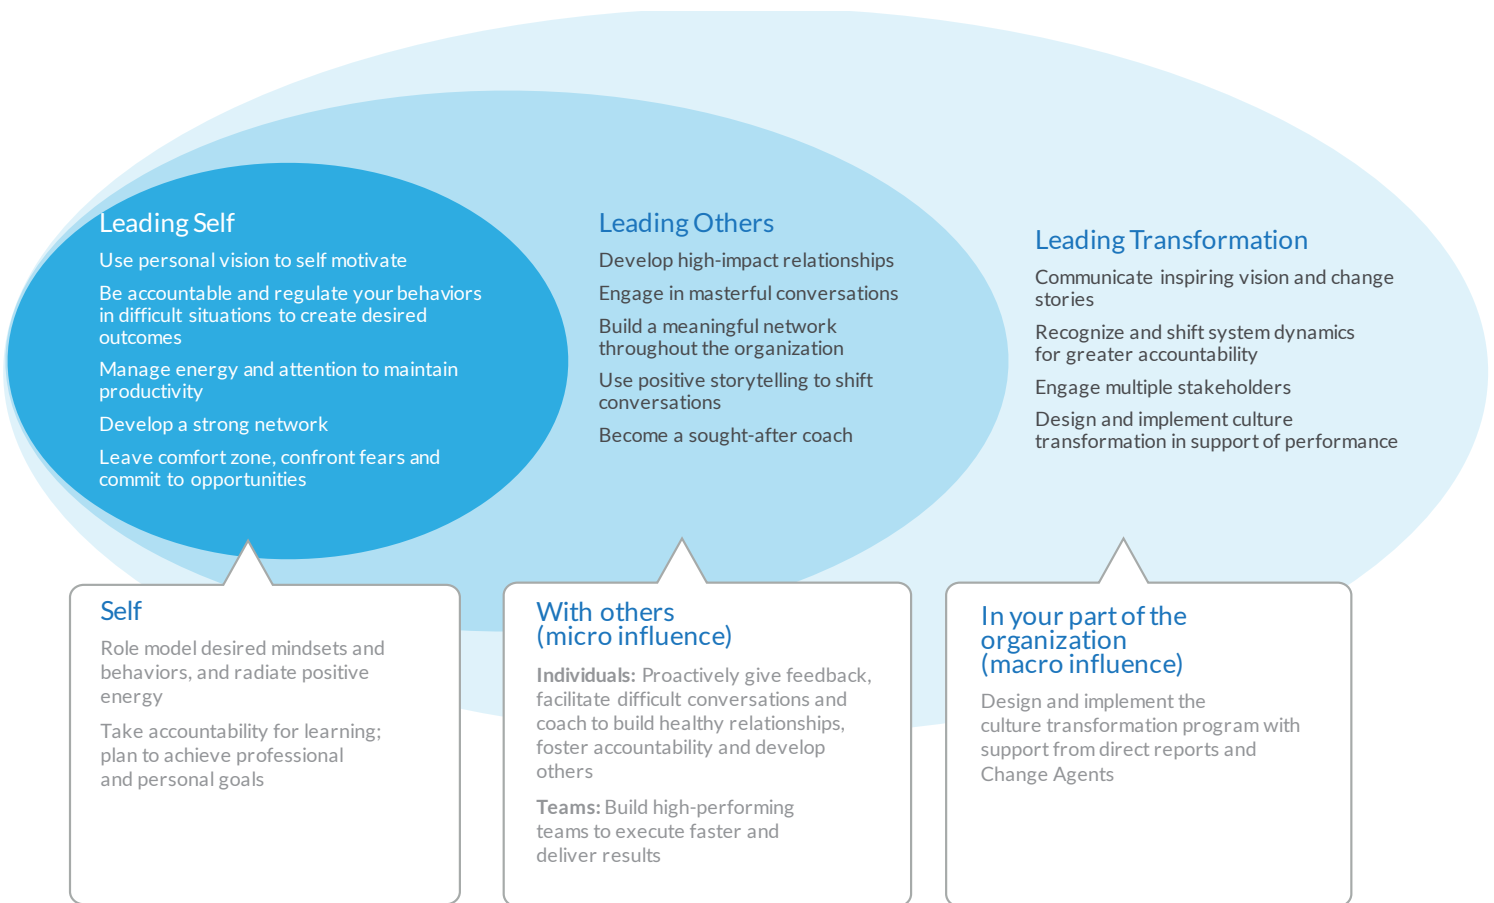 Leading Self
Use personal vision to self motivate
Be accountable and regulate your behaviors
in difficult situations to create desired
outcomes
Manage energy and attention to maintain
productivity
Develop a strong network
Leave comfort zone, confront fears and
commit to opportunities
Leading Others
Develop high-impact relationships
Engage in masterful conversations
Build a meaningful network
throughout the organization
Use positive storytelling to shift
conversations
Become a sought-after coach
Leading Transformation
Communicate inspiring vision and change
stories
Recognize and shift system dynamics
for greater accountability
Engage multiple stakeholders
Design and implement culture
transformation in support of performance
Self
Role model desired mindsets and
behaviors, and radiate positive
energy
Take accountability for learning;
plan to achieve professional
and personal goals
With others
(micro influence)
Individuals: Proactively give feedback,
facilitate difficult conversations and
coach to build healthy relationships,
foster accountability and develop
others
Teams: Build high-performing
teams to execute faster and
deliver results
In your part of the
organization
(macro influence)
Design and implement the
culture transformation program with
support from direct reports and
Change Agents